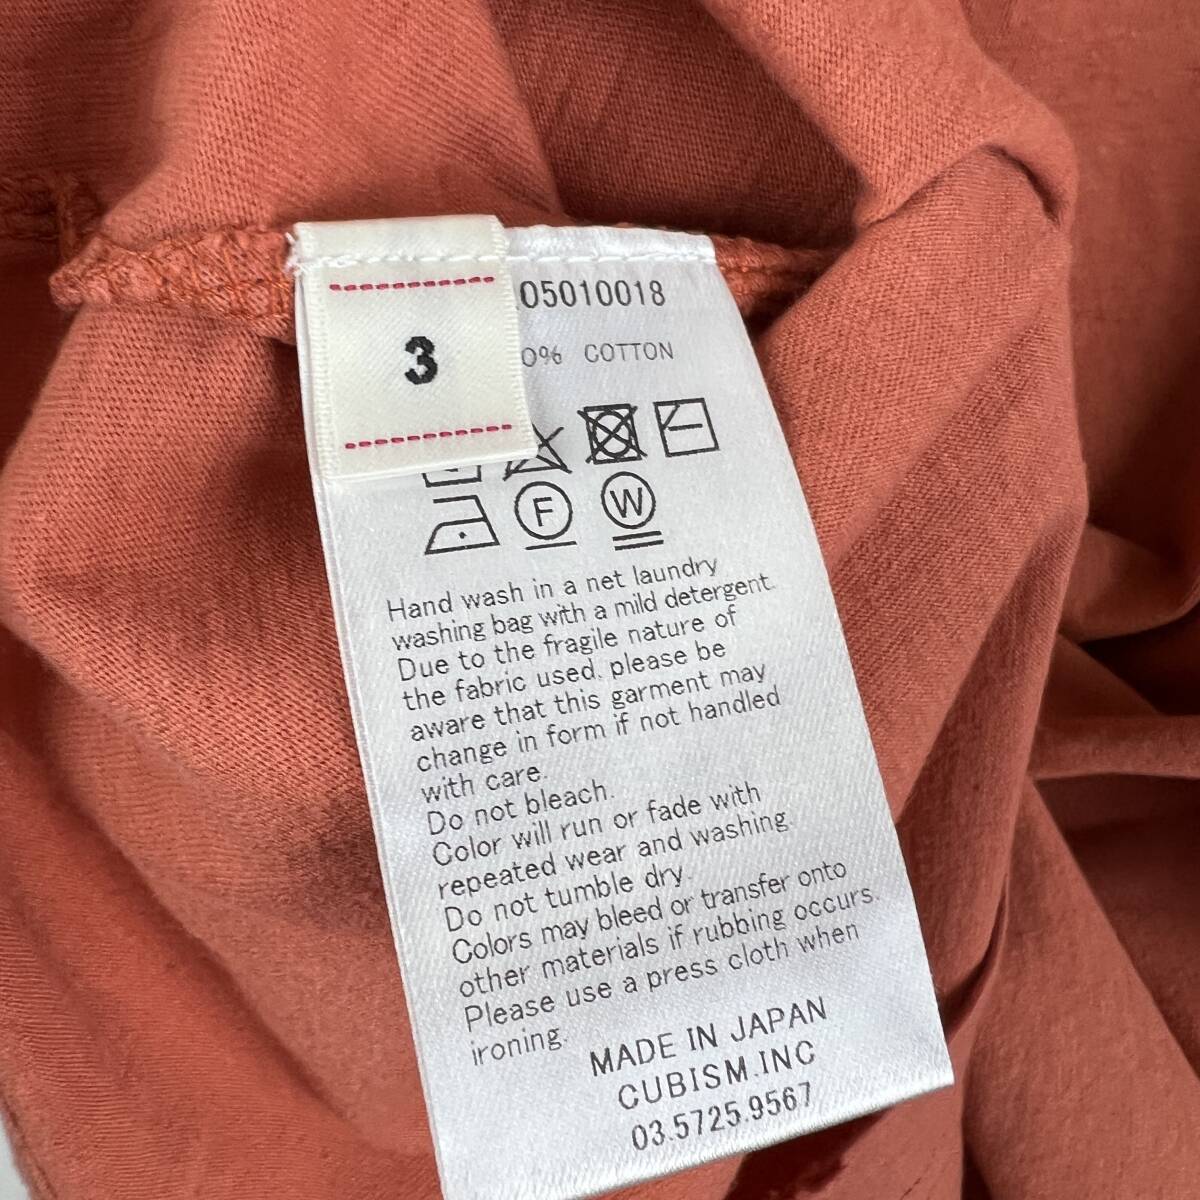 3
05010018
0% COTTON
F W
Hand wash in a net laundry
washing bag with a mild detergent.
Due to the fragile nature of
the fabric used, please be
aware that this garment may
change in form if not handled
with care.
Do not bleach.
Color will run or fade with
repeated wear and washing.
Do not tumble dry.
Colors may bleed or transfer onto
other materials if rubbing occurs.
Please use a press cloth when
ironing.
MADE IN JAPAN
CUBISM.INC
03.5725.9567